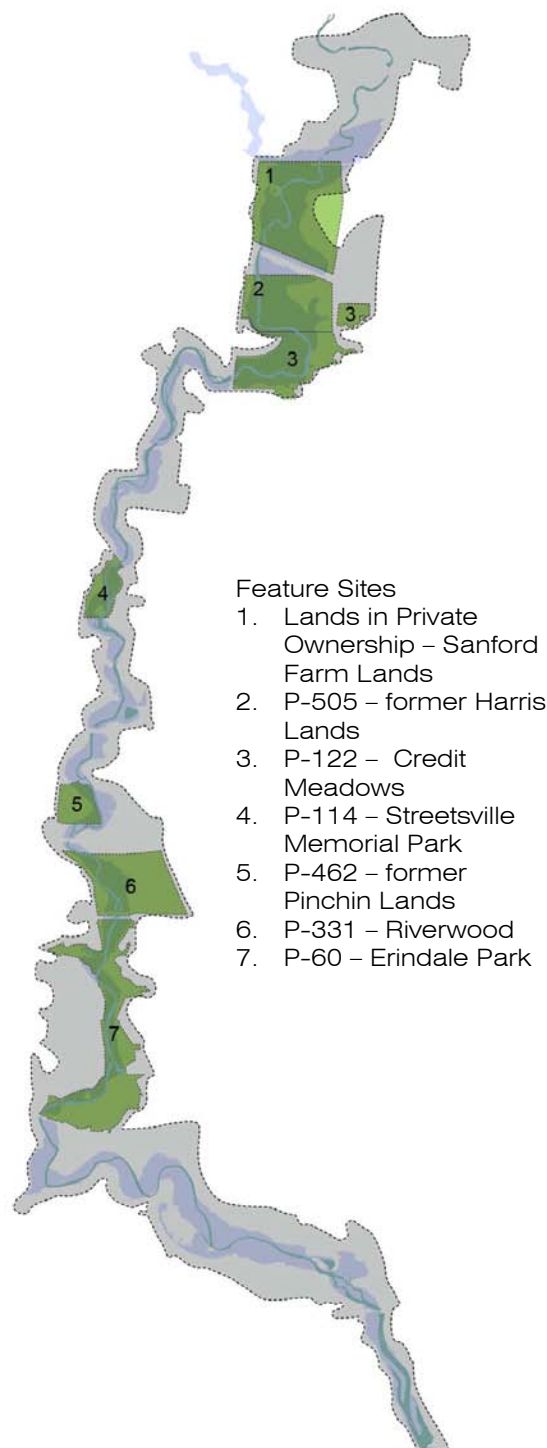 1
2
3
3
4
5
6
7
Feature Sites
1. Lands in Private
Ownership – Sanford
Farm Lands
2. P-505 – former Harris
Lands
3. P-122 – Credit
Meadows
4. P-114 – Streetsville
Memorial Park
5. P-462 – former
Pinchin Lands
6. P-331 – Riverwood
7. P-60 – Erindale Park